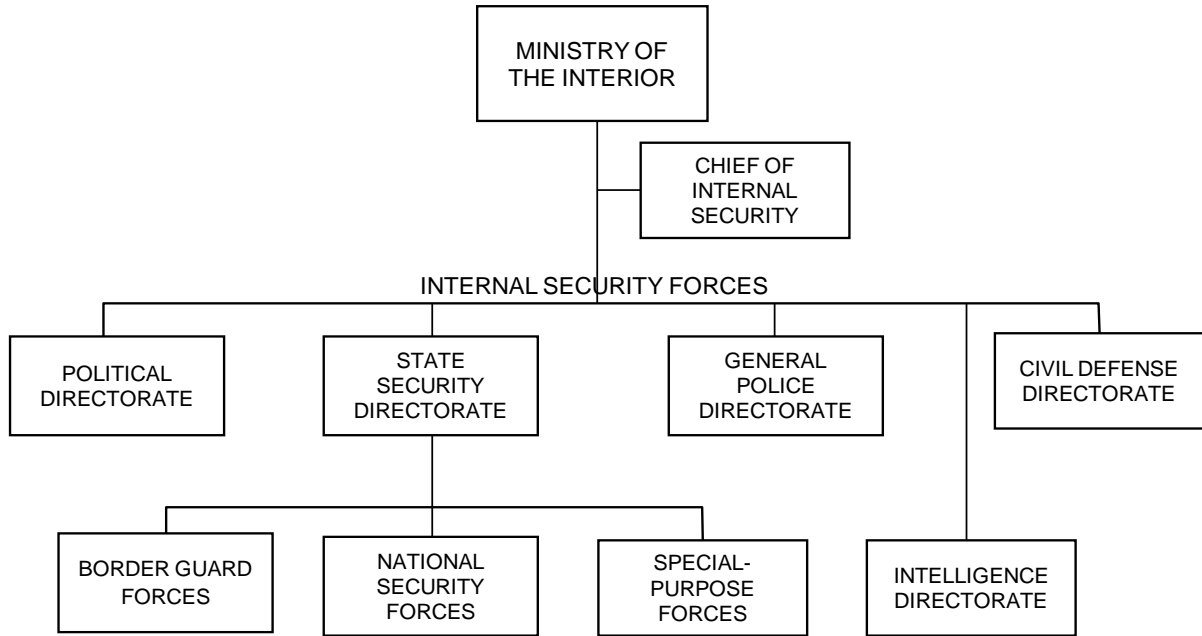 MINISTRY OF
THE INTERIOR
CHIEF OF
INTERNAL
SECURITY
INTERNAL SECURITY FORCES
POLITICAL
DIRECTORATE
STATE
SECURITY
DIRECTORATE
GENERAL
POLICE
DIRECTORATE
CIVIL DEFENSE
DIRECTORATE
BORDER GUARD
FORCES
NATIONAL
SECURITY
FORCES
SPECIAL-
PURPOSE
FORCES
INTELLIGENCE
DIRECTORATE